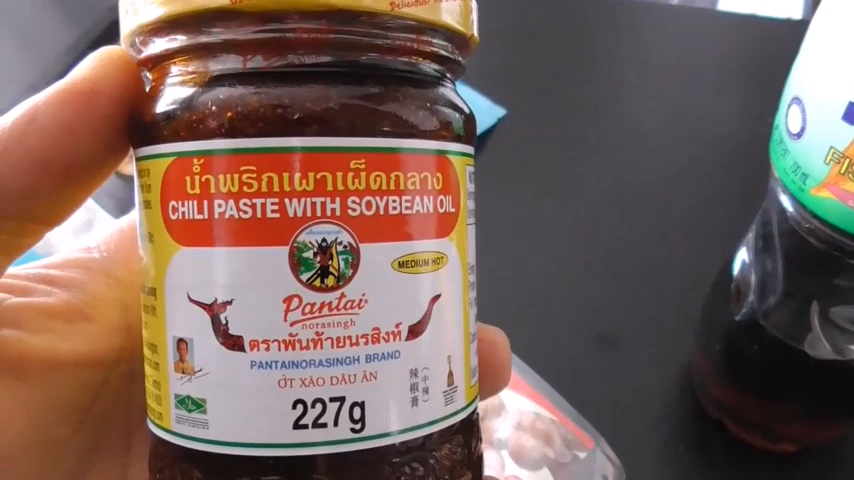 Delicious!
น้ำพริกเผาเผ็ดกลาง
CHILI PASTE WITH SOYBEAN OIL
MEDIUM HOT
Pantai
norasingh
ตราพันท้ายนรสิงห์
PANTAINORASINGH BRAND
ỚT XÀO DẦU ĂN
辣椒膏
(中辣)
227g